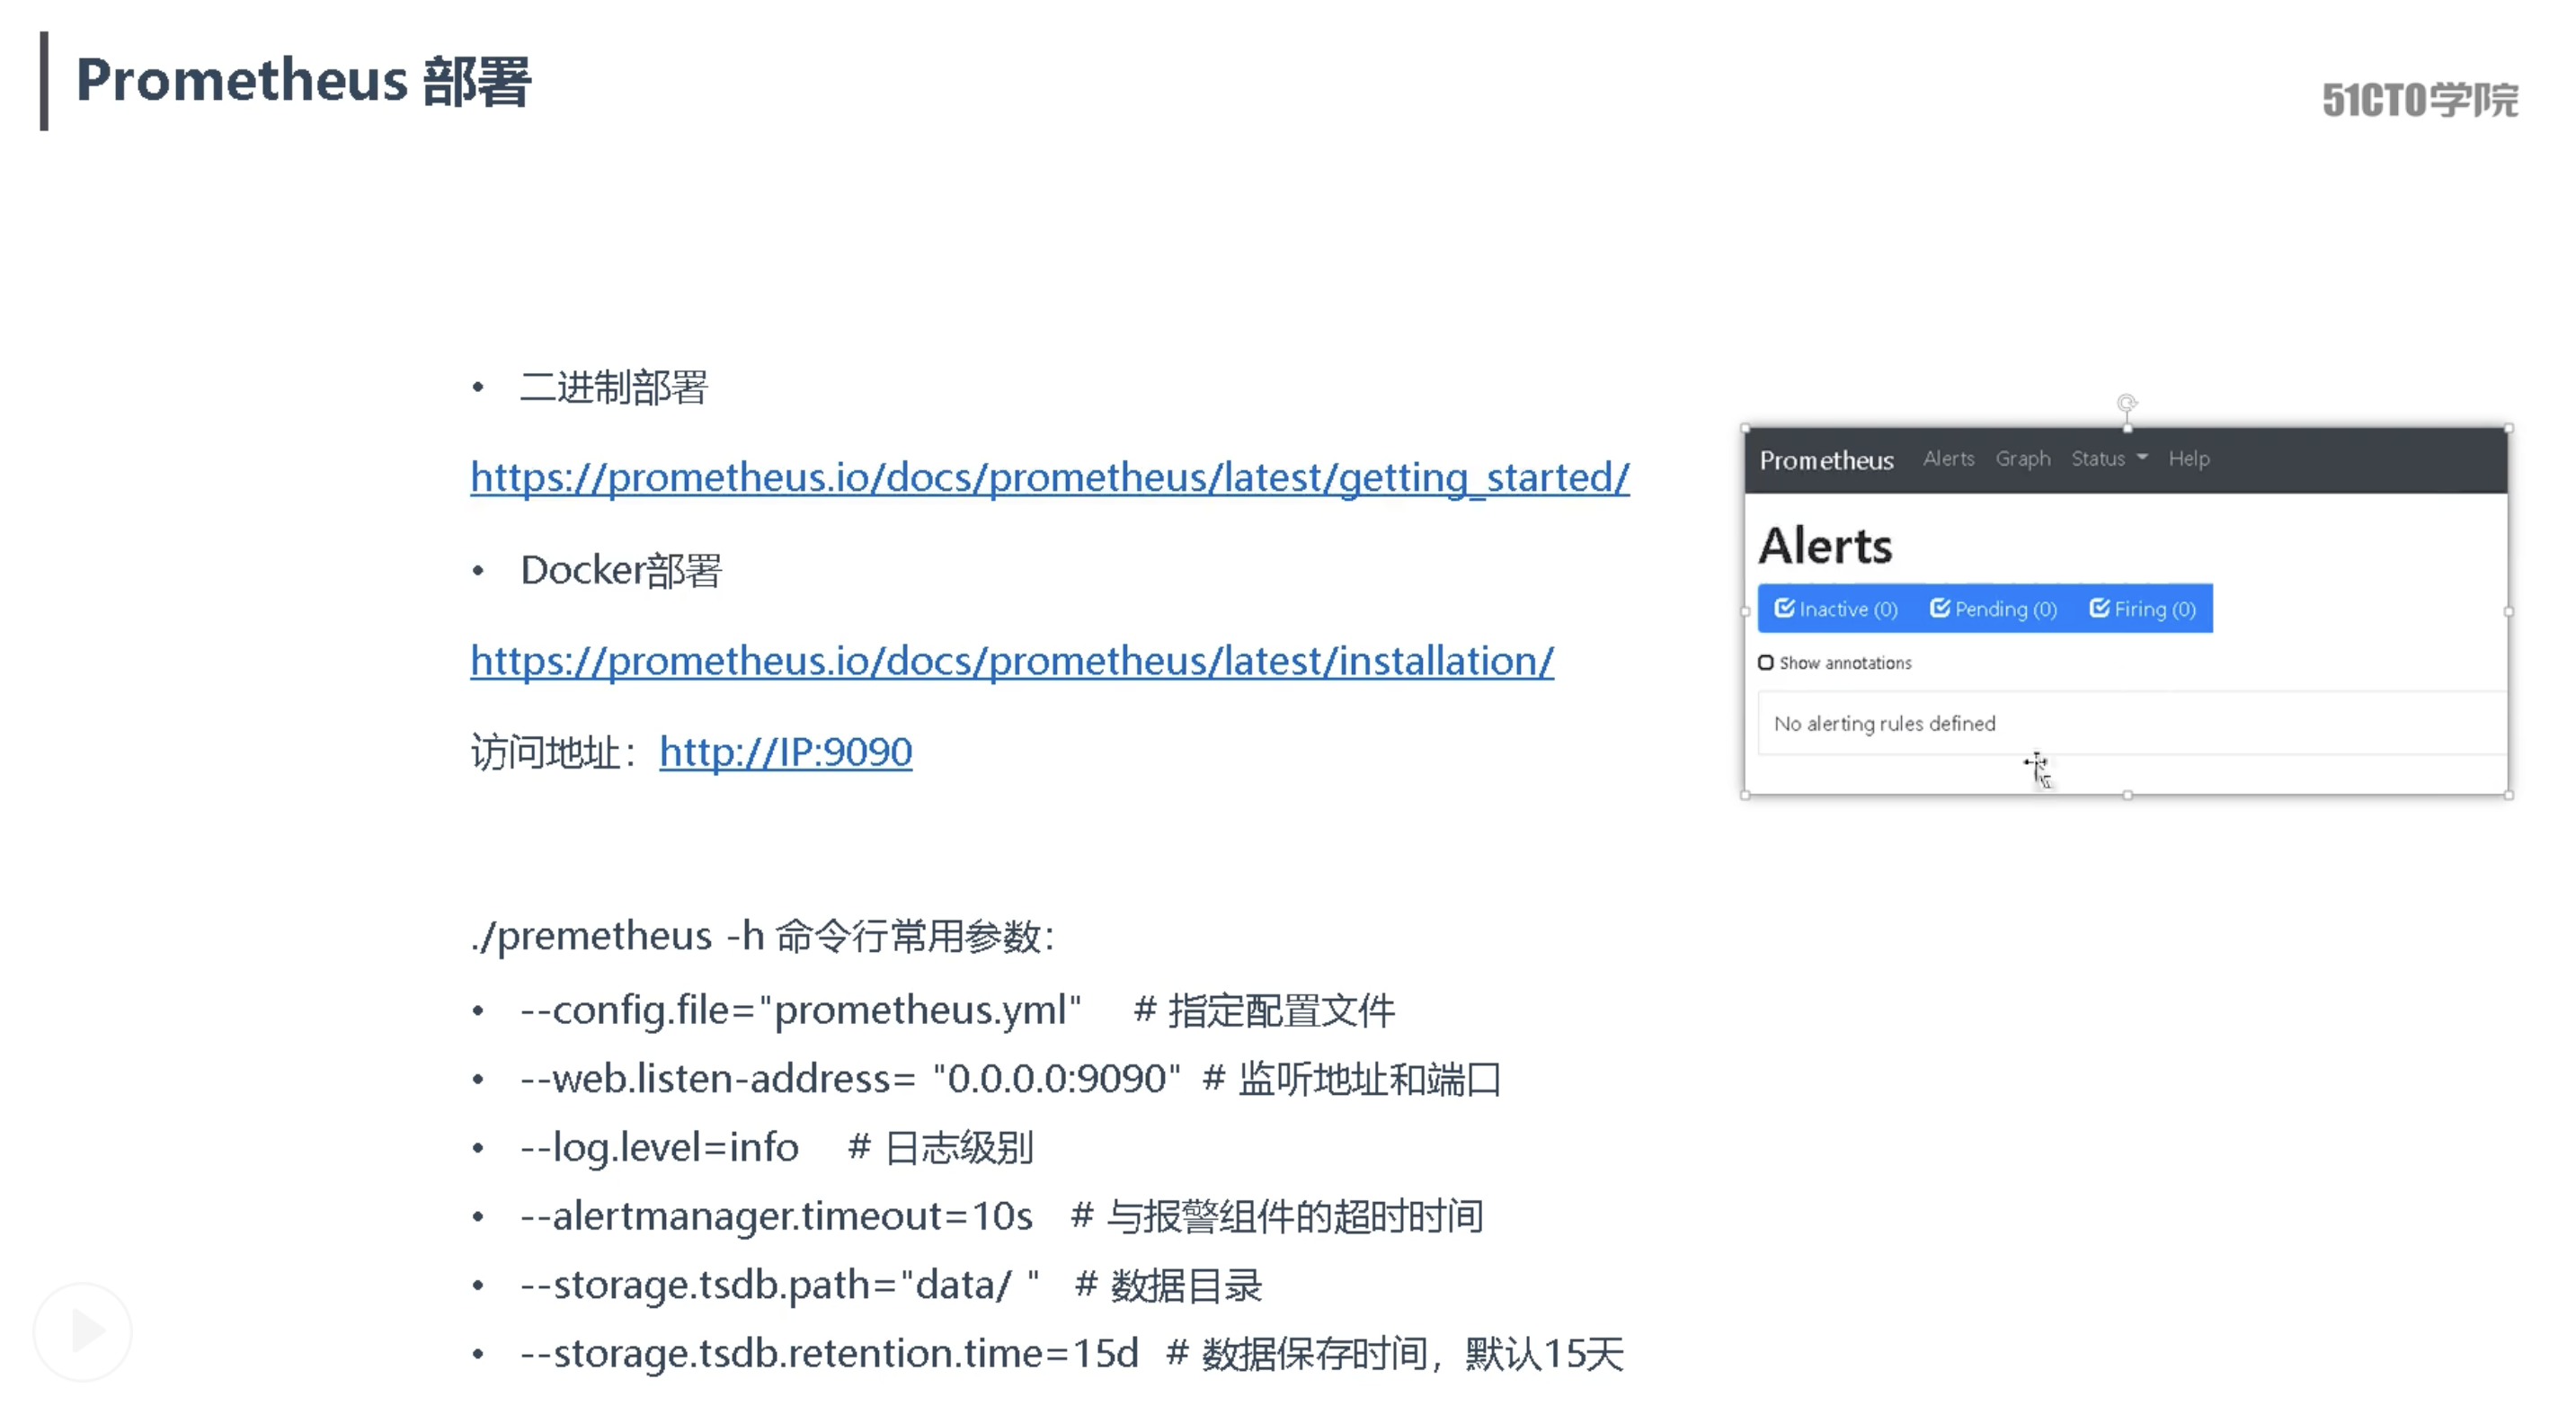 Prometheus 部署
51CTO学院
• 二进制部署
https://prometheus.io/docs/prometheus/latest/getting_started/
• Docker部署
https://prometheus.io/docs/prometheus/latest/installation/
访问地址：http://IP:9090
Prometheus Alerts Graph Status Help
Alerts
Inactive (0) Pending (0) Firing (0)
Show annotations
No alerting rules defined
./premetheus -h 命令行常用参数：
• --config.file="prometheus.yml" # 指定配置文件
• --web.listen-address= "0.0.0.0:9090" # 监听地址和端口
• --log.level=info # 日志级别
• --alertmanager.timeout=10s # 与报警组件的超时时间
• --storage.tsdb.path="data/ " # 数据目录
• --storage.tsdb.retention.time=15d # 数据保存时间，默认15天